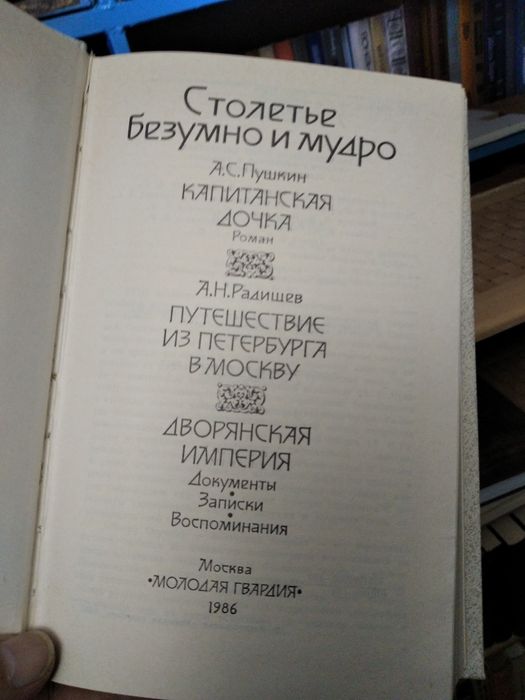 Столетье
безумно и мудро
А.С.Пушкин
КАПИТАНСКАЯ
ДОЧКА
Роман
А.Н.Радищев
ПУТЕШЕСТВИЕ
ИЗ ПЕТЕРБУРГА
В МОСКВУ
ДВОРЯНСКАЯ
ИМПЕРИЯ
Документы
•
Записки
•
Воспоминания
Москва
•МОЛОДАЯ ГВАРДИЯ•
1986